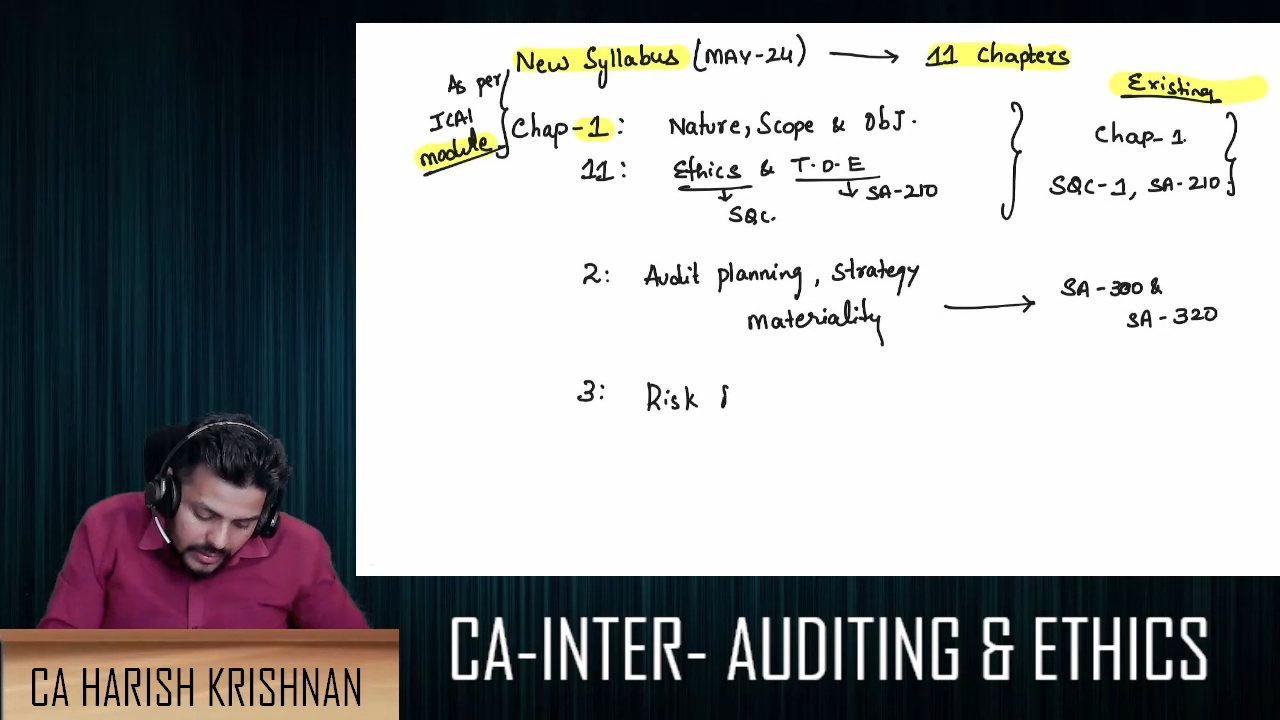 New Syllabus (MAY-24) → 11 Chapters
Existing
As per
ICAI
module
Chap-1: Nature, Scope & Obj.
Chap-1.
11: Ethics & T.O.E
SQC-1, SA-210
SA-210
SQC.
2: Audit planning, Strategy
materiality
SA-300 &
SA-320
3: Risk
CA HARISH KRISHNAN
CA-INTER- AUDITING & ETHICS